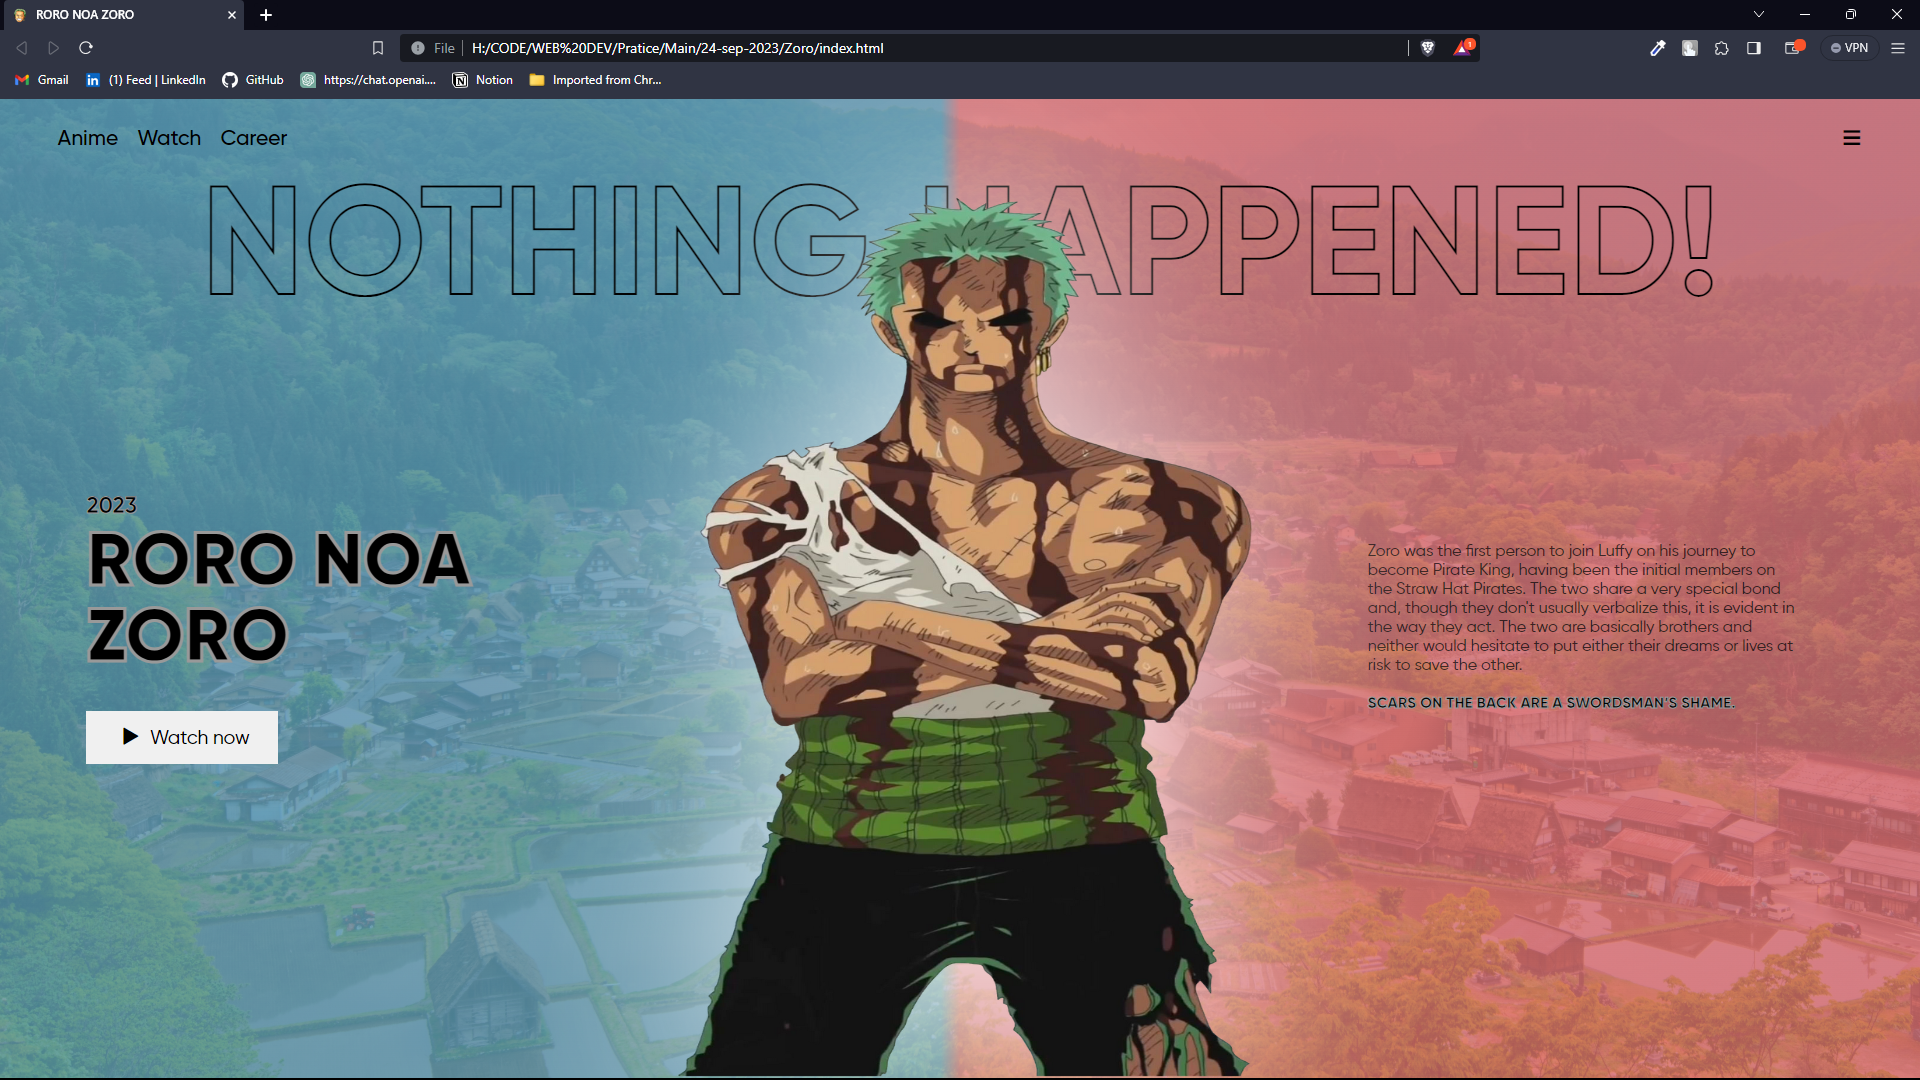 RORO NOA ZORO
File
H:/CODE/WEB%20DEV/Pratice/Main/24-sep-2023/Zoro/index.html
1
VPN
Gmail
(1) Feed | LinkedIn
GitHub
https://chat.openai....
Notion
Imported from Chr...
Anime Watch Career
NOTHING HAPPENED!
2023
RORO NOA
ZORO
Watch now
Zoro was the first person to join Luffy on his journey to
become Pirate King, having been the initial members on
the Straw Hat Pirates. The two share a very special bond
and, though they don't usually verbalize this, it is evident in
the way they act. The two are basically brothers and
neither would hesitate to put either their dreams or lives at
risk to save the other.
SCARS ON THE BACK ARE A SWORDSMAN'S SHAME.